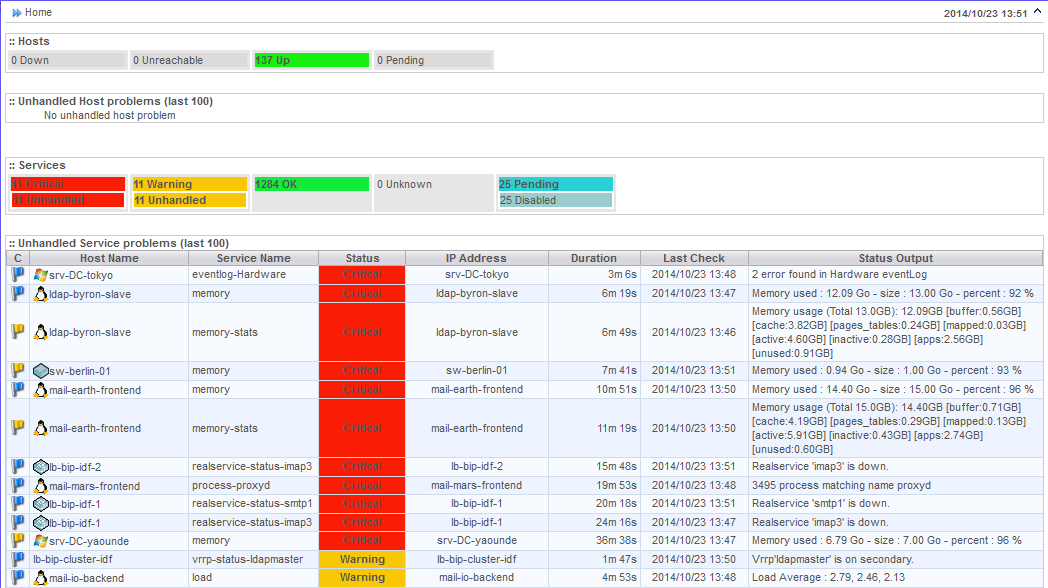 Home 2014/10/23 13:51
:: Hosts
0 Down 0 Unreachable 137 Up 0 Pending
:: Unhandled Host problems (last 100)
No unhandled host problem
:: Services
11 Critical 11 Warning 1284 OK 0 Unknown 25 Pending
11 Unhandled 11 Unhandled 25 Disabled
:: Unhandled Service problems (last 100)
C Host Name Service Name Status IP Address Duration Last Check Status Output
srv-DC-tokyo eventlog-Hardware Critical srv-DC-tokyo 3m 6s 2014/10/23 13:48 2 error found in Hardware eventLog
ldap-byron-slave memory Critical ldap-byron-slave 6m 19s 2014/10/23 13:47 Memory used : 12.09 Go - size : 13.00 Go - percent : 92 %
ldap-byron-slave memory-stats Critical ldap-byron-slave 6m 49s 2014/10/23 13:46 Memory usage (Total 13.0GB): 12.09GB [buffer:0.56GB]
[cache:3.82GB] [pages_tables:0.24GB] [mapped:0.03GB]
[active:4.60GB] [inactive:0.28GB] [apps:2.56GB]
[unused:0.91GB]
sw-berlin-01 memory Critical sw-berlin-01 7m 41s 2014/10/23 13:51 Memory used : 0.94 Go - size : 1.00 Go - percent : 93 %
mail-earth-frontend memory Critical mail-earth-frontend 10m 51s 2014/10/23 13:50 Memory used : 14.40 Go - size : 15.00 Go - percent : 96 %
mail-earth-frontend memory-stats Critical mail-earth-frontend 11m 19s 2014/10/23 13:50 Memory usage (Total 15.0GB): 14.40GB [buffer:0.71GB]
[cache:4.19GB] [pages_tables:0.29GB] [mapped:0.13GB]
[active:5.91GB] [inactive:0.43GB] [apps:2.74GB]
[unused:0.60GB]
lb-bip-idf-2 realservice-status-imap3 Critical lb-bip-idf-2 15m 48s 2014/10/23 13:51 Realservice 'imap3' is down.
mail-mars-frontend process-proxyd Critical mail-mars-frontend 19m 53s 2014/10/23 13:48 3495 process matching name proxyd
lb-bip-idf-1 realservice-status-smtp1 Critical lb-bip-idf-1 20m 18s 2014/10/23 13:51 Realservice 'smtp1' is down.
lb-bip-idf-1 realservice-status-imap3 Critical lb-bip-idf-1 24m 16s 2014/10/23 13:47 Realservice 'imap3' is down.
srv-DC-yaounde memory Critical srv-DC-yaounde 36m 38s 2014/10/23 13:47 Memory used : 6.79 Go - size : 7.00 Go - percent : 96 %
lb-bip-cluster-idf vrrp-status-ldapmaster Warning lb-bip-cluster-idf 1m 47s 2014/10/23 13:50 Vrrp'ldapmaster' is on secondary.
mail-io-backend load Warning mail-io-backend 4m 53s 2014/10/23 13:48 Load Average : 2.79, 2.46, 2.13